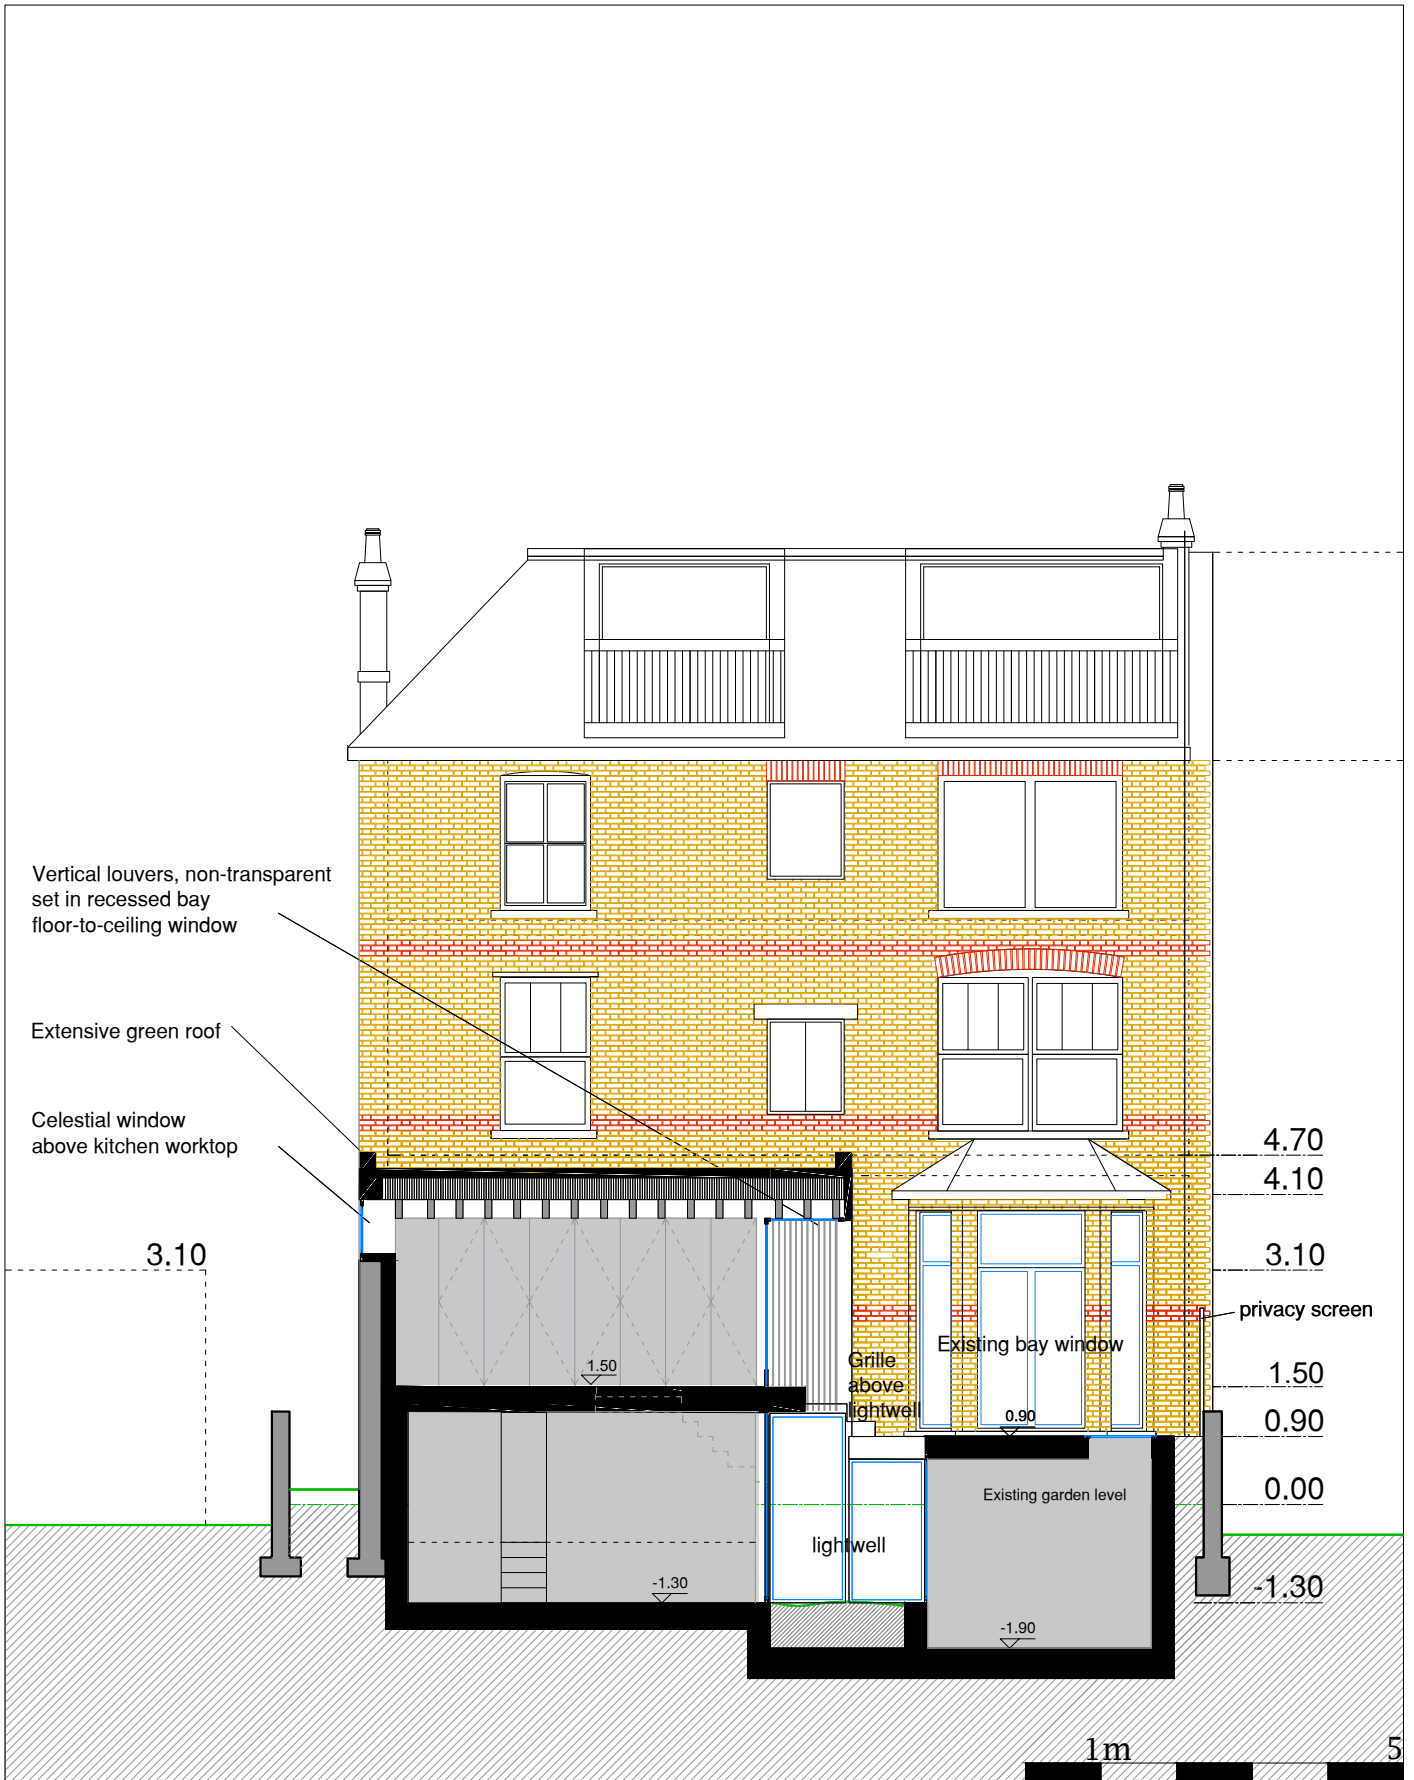 Vertical louvers, non-transparent
set in recessed bay
floor-to-ceiling window
Extensive green roof
Celestial window
above kitchen worktop
4.70
4.10
3.10
3.10
privacy screen
Existing bay window
Grille
above
lightwell
1.50
1.50
0.90
0.90
0.00
Existing garden level
lightwell
-1.30
-1.30
-1.90
1m
5